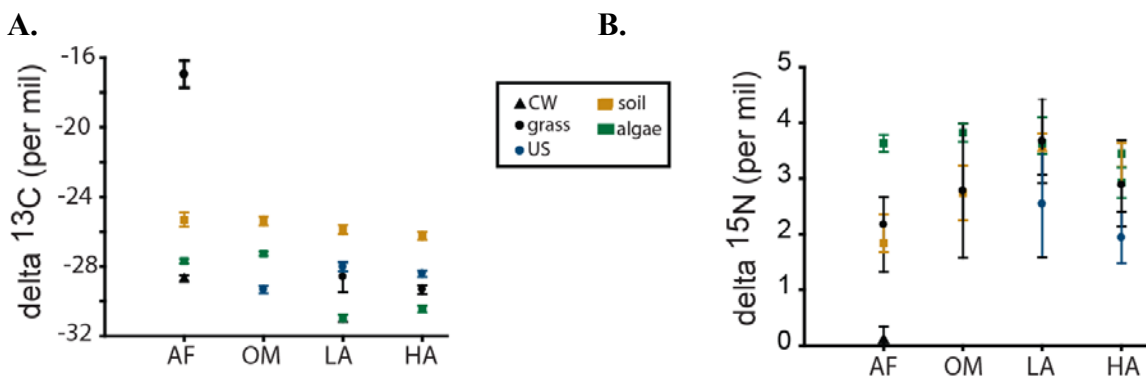 A.
delta 13C (per mil)
-16
-20
-24
-28
-32
AF OM LA HA
CW
grass
US
soil
algae
B.
delta 15N (per mil)
5
4
3
2
1
0
AF OM LA HA